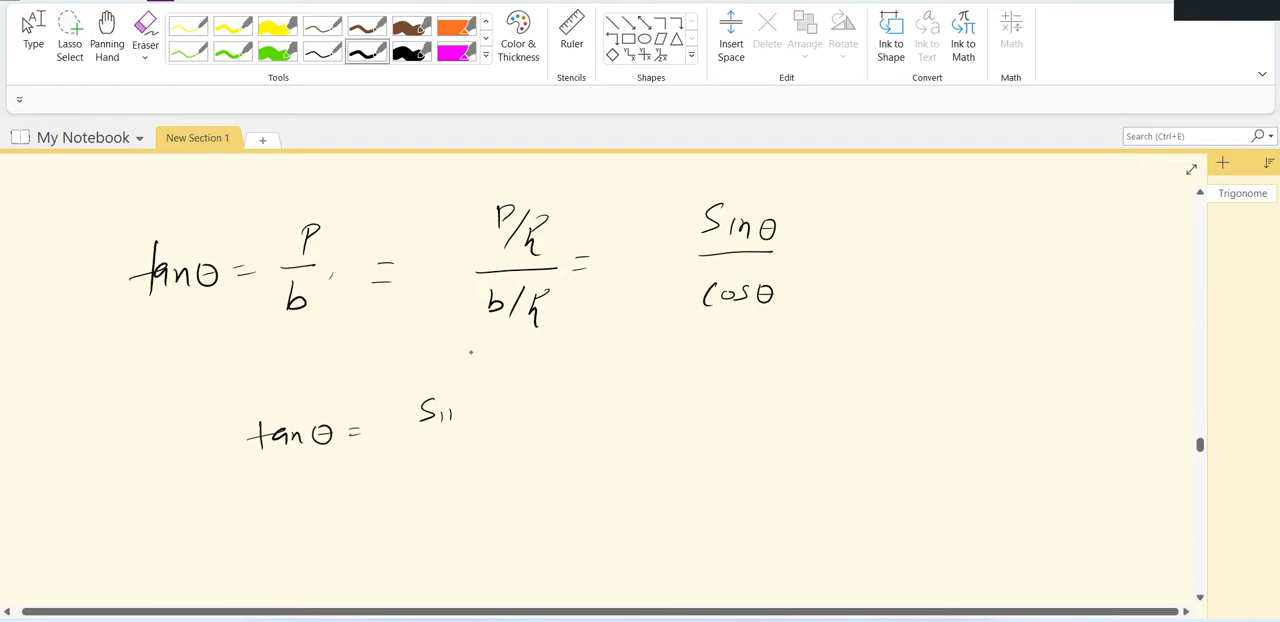 Type
Lasso Select
Panning Hand
Eraser
Color & Thickness
Ruler
Insert Space
Delete
Arrange
Rotate
Ink to Shape
Ink to Text
Ink to Math
Math
Tools
Stencils
Shapes
Edit
Convert
Math
My Notebook
New Section 1
Search (Ctrl+E)
Trigonome
tanθ = p/b = (p/h)/(b/h) = sinθ/cosθ
tanθ =